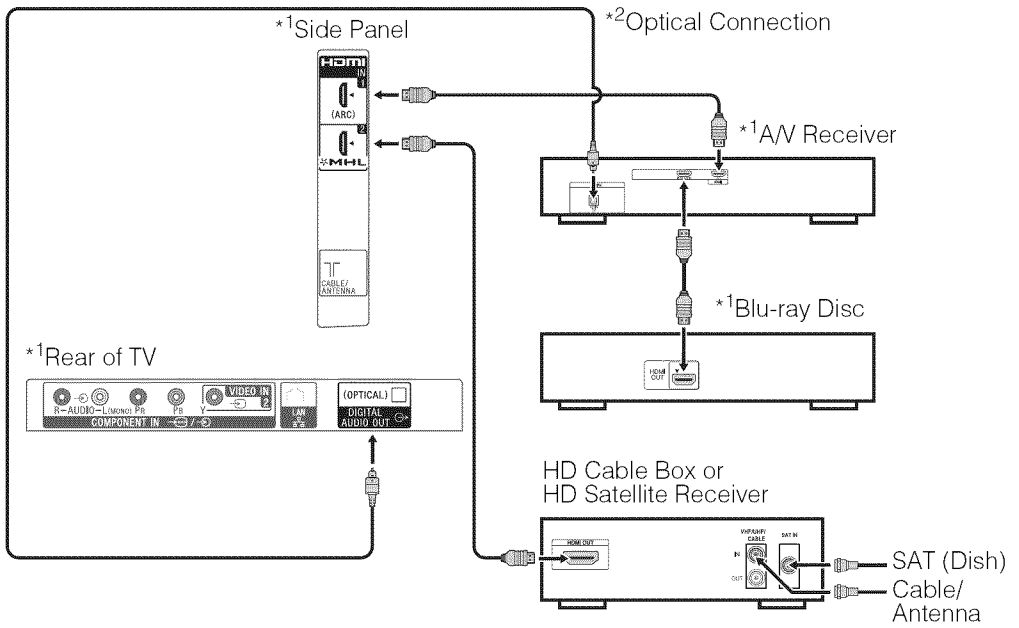 *1Side Panel
*2Optical Connection
HDMI
IN
1
(ARC)
2
MHL
*1A/V Receiver
CABLE/
ANTENNA
*1Blu-ray Disc
HDMI
OUT
*1Rear of TV
R-AUDIO-L(MONO) PR PB Y
VIDEO IN
2
COMPONENT IN
LAN
(OPTICAL)
DIGITAL
AUDIO OUT
HD Cable Box or
HD Satellite Receiver
HDMI OUT
VHF/UHF/
CABLE
SAT IN
IN
OUT
SAT (Dish)
Cable/
Antenna